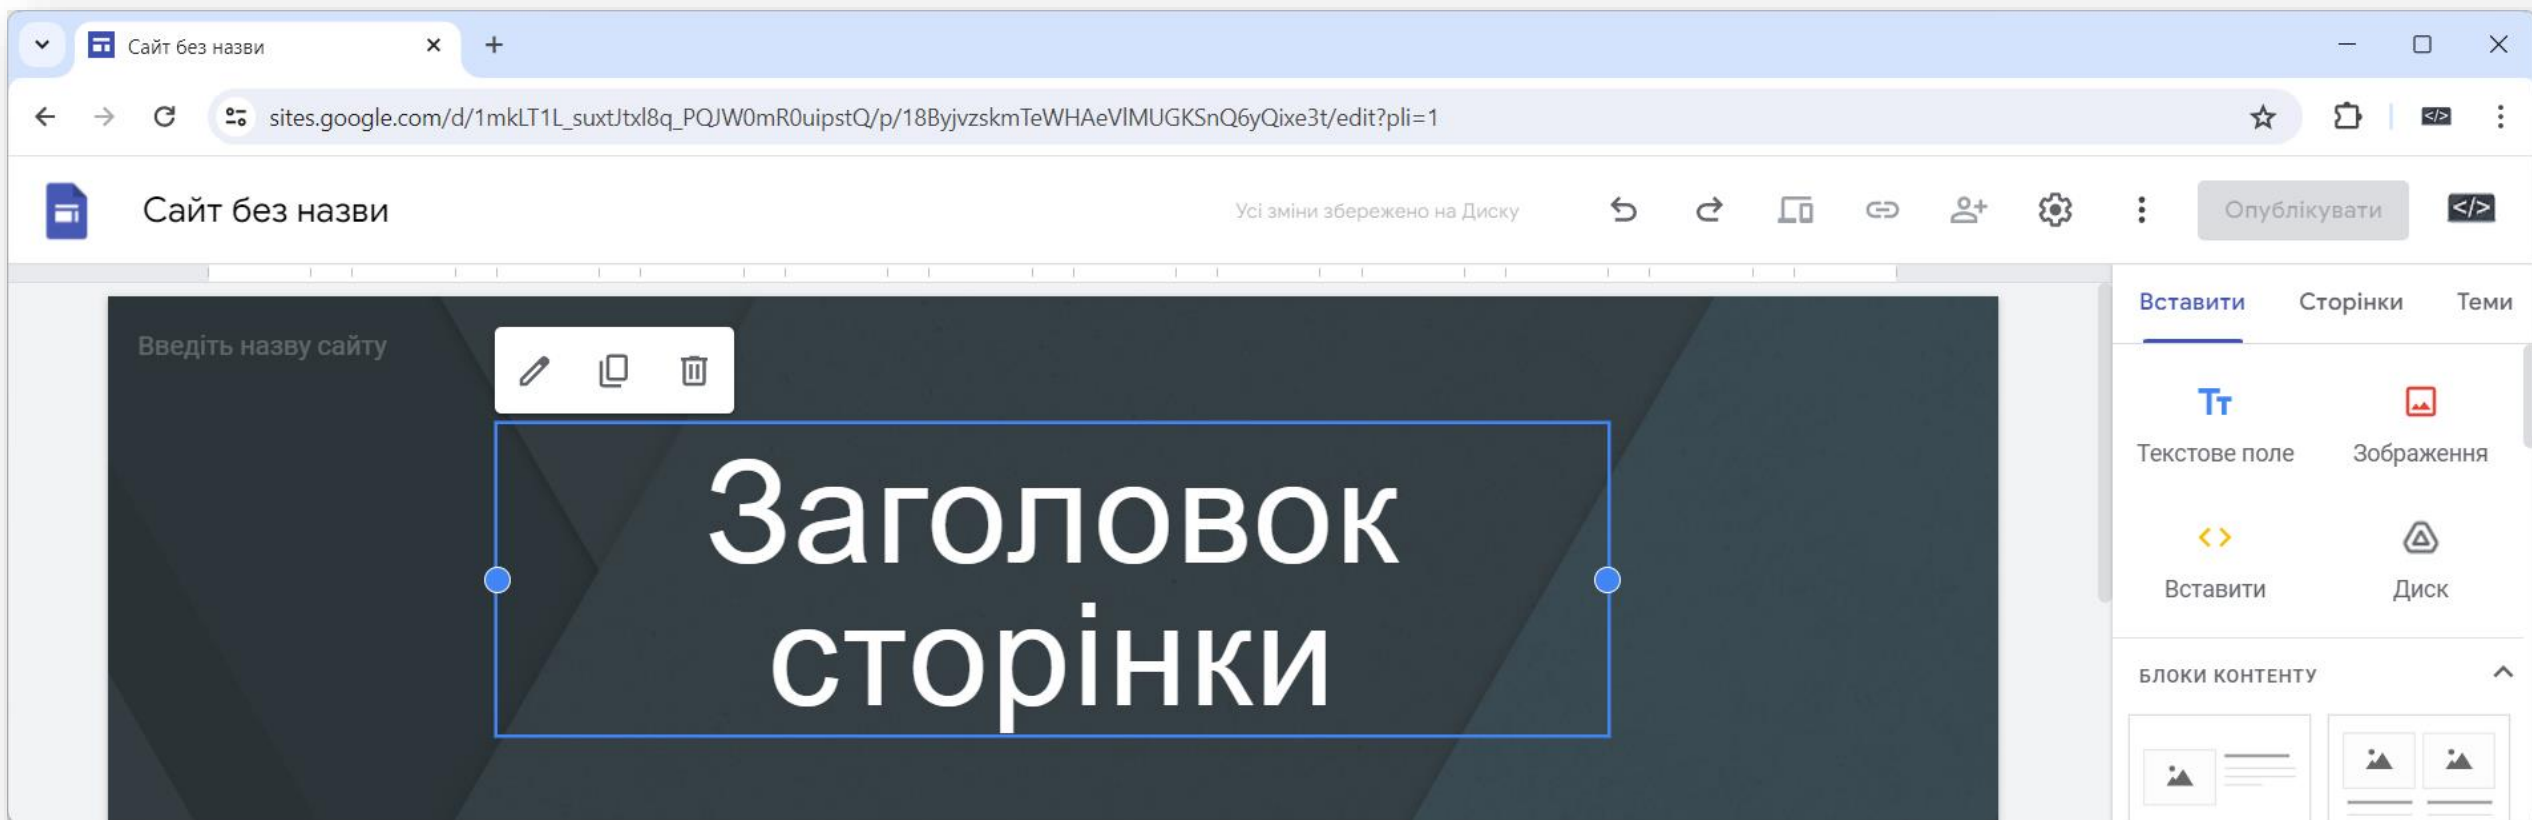 Сайт без назви
sites.google.com/d/1mkLT1L_suxtJtxl8q_PQJW0mR0uipstQ/p/18ByjvzskmTeWHAeVlMUGKSnQ6yQixe3t/edit?pli=1
Сайт без назви
Усі зміни збережено на Диску
Опублікувати
</>
Вставити Сторінки Теми
Введіть назву сайту
Заголовок
сторінки
Текстове поле Зображення
Вставити Диск
БЛОКИ КОНТЕНТУ